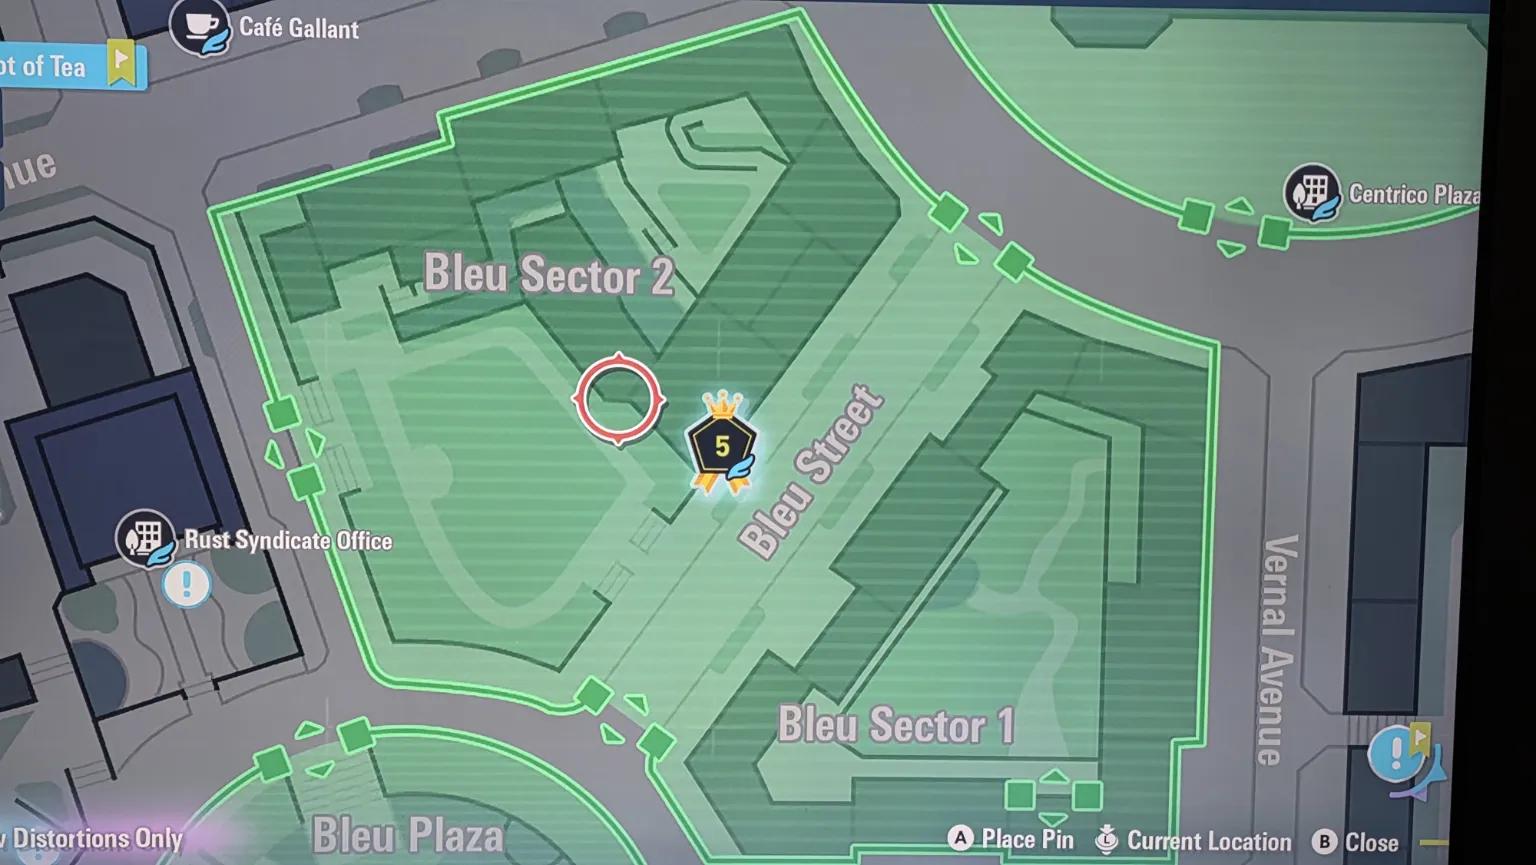 Café Gallant
ot of Tea
nue
Centrico Plaza
Bleu Sector 2
5
Bleu Street
Rust Syndicate Office
Vernal Avenue
Bleu Sector 1
Distortions Only
Bleu Plaza
A Place Pin
L Current Location
B Close